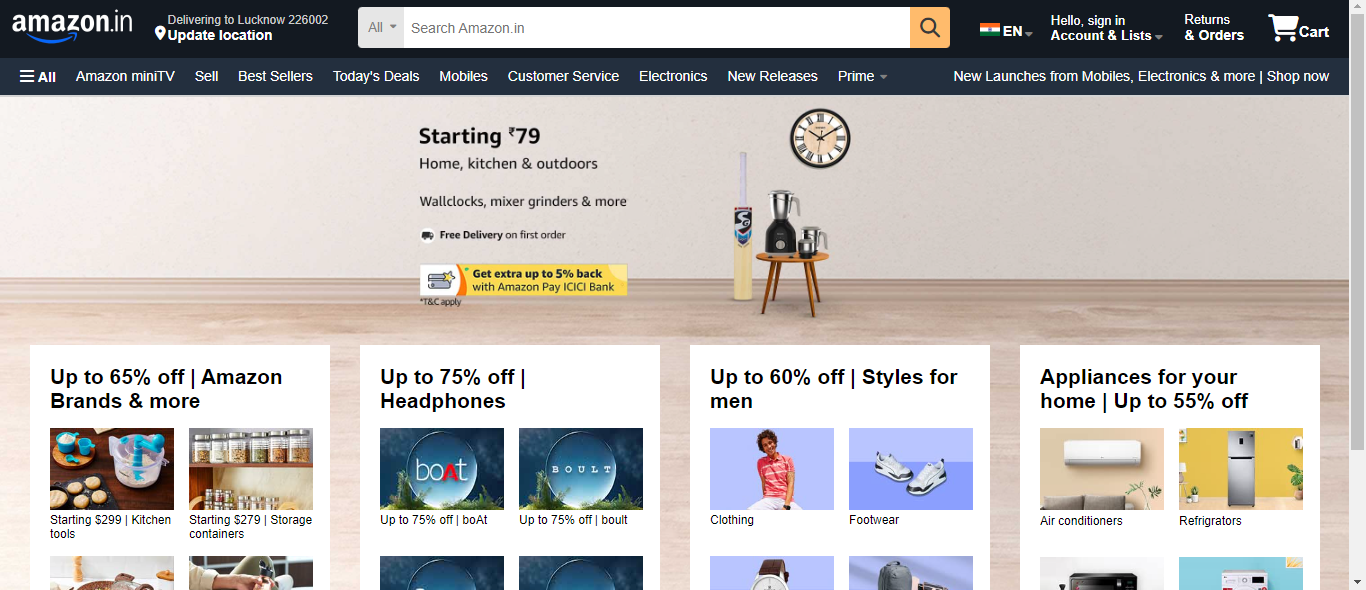 amazon.in
Delivering to Lucknow 226002
Update location
All
Search Amazon.in
EN
Hello, sign in
Account & Lists
Returns
& Orders
Cart
All Amazon miniTV Sell Best Sellers Today's Deals Mobiles Customer Service Electronics New Releases Prime New Launches from Mobiles, Electronics & more | Shop now
Starting ₹79
Home, kitchen & outdoors
Wallclocks, mixer grinders & more
Free Delivery on first order
Get extra up to 5% back
with Amazon Pay ICICI Bank
*T&C apply
SG
Up to 65% off | Amazon
Brands & more
Starting $299 | Kitchen
tools
Starting $279 | Storage
containers
Up to 75% off |
Headphones
boAt
BOULT
Up to 75% off | boAt
Up to 75% off | boult
Up to 60% off | Styles for
men
Clothing
Footwear
Appliances for your
home | Up to 55% off
Air conditioners
Refrigrators